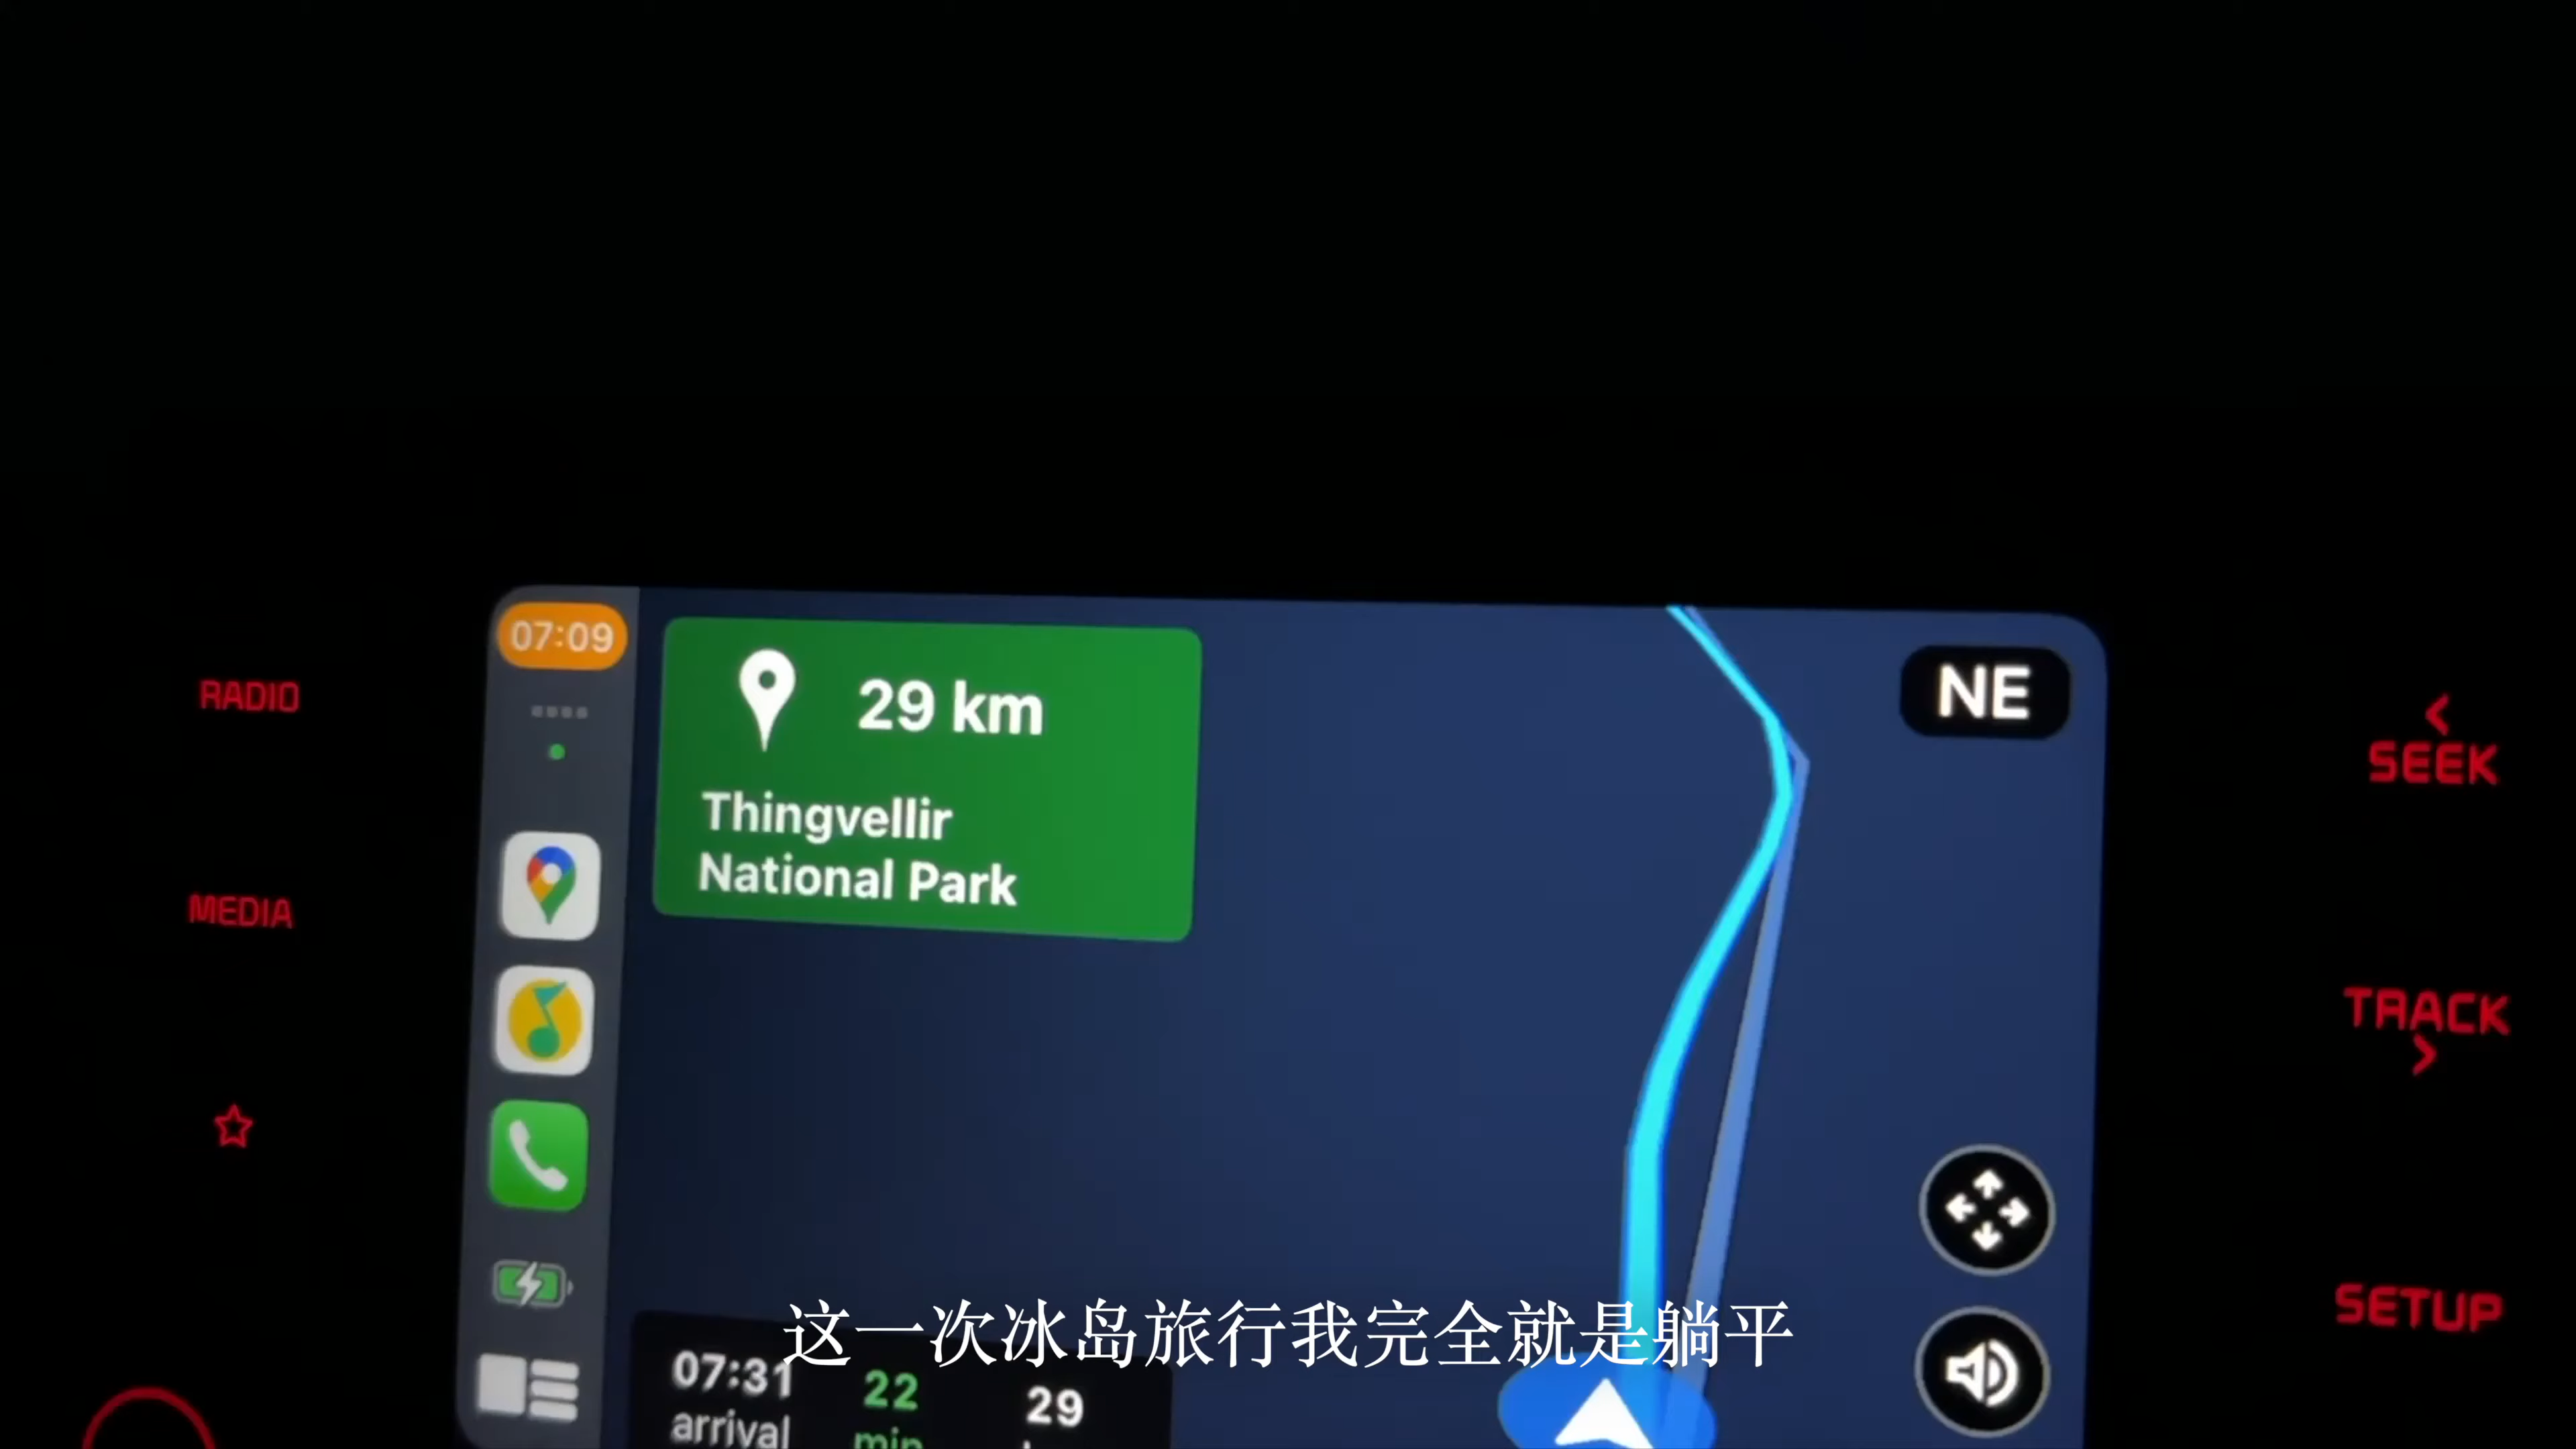 07:09
29 km
Thingvellir
National Park
NE
RADIO
MEDIA
SEEK
TRACK
SETUP
07:31
arrival
22
min
29
这一次冰岛旅行我完全就是躺平